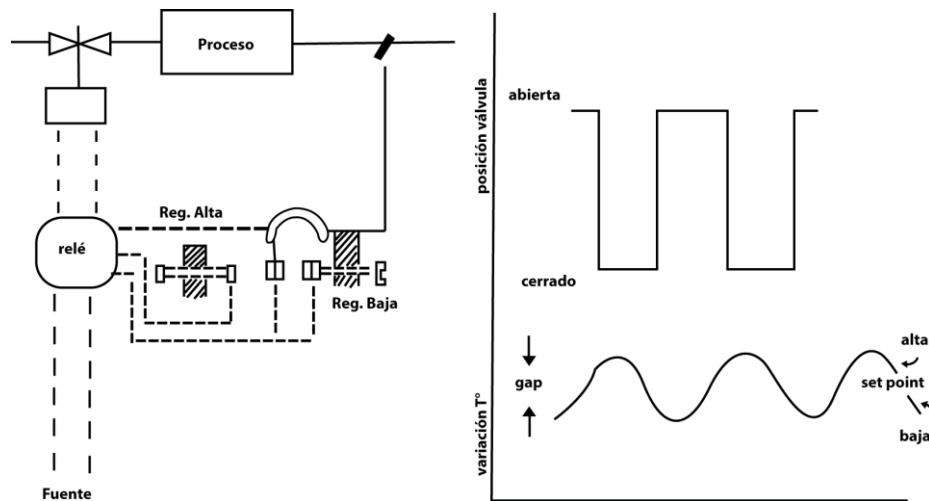 Proceso
Reg. Alta
relé
Reg. Baja
Fuente
posición válvula
abierta
cerrado
variación T°
gap
alta
set point
baja